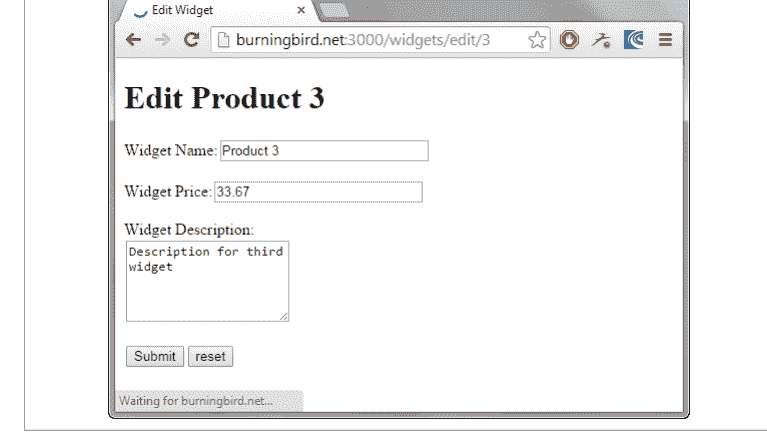 Edit Widget
burningbird.net:3000/widgets/edit/3
Edit Product 3
Widget Name: Product 3
Widget Price: 33.67
Widget Description:
Description for third
widget
Submit reset
Waiting for burningbird.net...